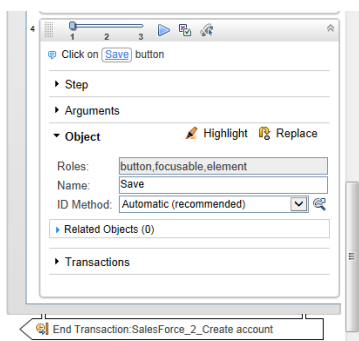 4
1 2 3
Click on Save button
Step
Arguments
Object Highlight Replace
Roles: button,focusable,element
Name: Save
ID Method: Automatic (recommended)
Related Objects (0)
Transactions
End Transaction:SalesForce_2_Create account